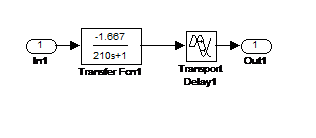 1
In1
-1.667
210s+1
Transfer Fcn1
Transport
Delay1
1
Out1